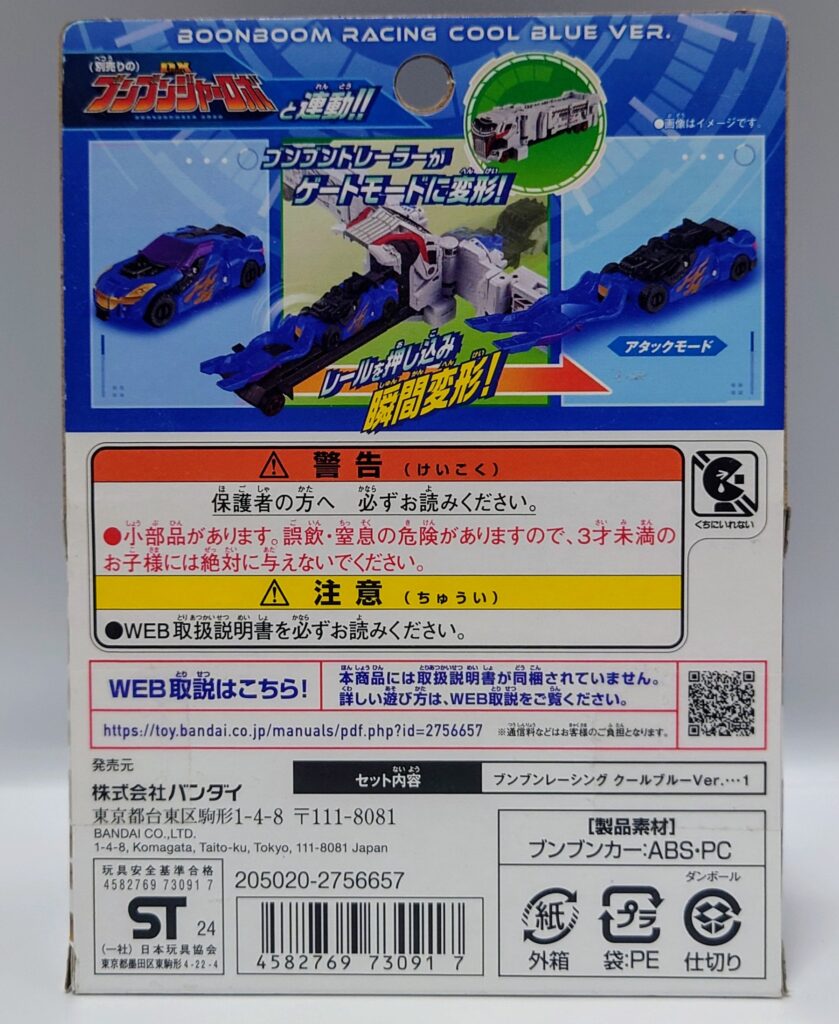 BOONBOOM RACING COOL BLUE VER.
(別売りの)
DX
ブンブンジャーロボ
と連動!!
●画像はイメージです。
ブンブントレーラーが
ゲートモードに変形!
レールを押し込み
瞬間変形!
アタックモード
警告(けいこく)
保護者の方へ 必ずお読みください。
●小部品があります。誤飲・窒息の危険がありますので、3才未満の
お子様には絶対に与えないでください。
くちにいれない
注意(ちゅうい)
●WEB取扱説明書を必ずお読みください。
WEB取説はこちら!
本商品には取扱説明書が同梱されていません。
詳しい遊び方は、WEB取説をご覧ください。
https://toy.bandai.co.jp/manuals/pdf.php?id=2756657
※通信料などはお客様のご負担となります。
発売元
株式会社バンダイ
東京都台東区駒形1-4-8 〒111-8081
BANDAI CO.,LTD.
1-4-8, Komagata, Taito-ku, Tokyo, 111-8081 Japan
セット内容
ブンブンレーシング クールブルーVer.…1
玩具安全基準合格
4582769 73091 7
ST 24
(一社)日本玩具協会
東京都墨田区東駒形4-22-4
205020-2756657
4582769 73091 7
【製品素材】
ブンブンカー:ABS・PC
紙
外箱
プラ
袋:PE
ダンボール
仕切り